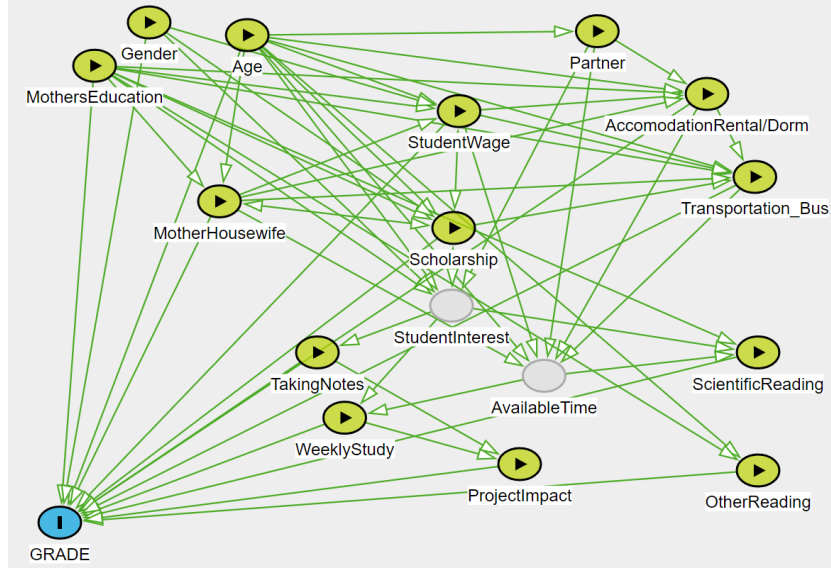 Gender
Age
Partner
MothersEducation
AccomodationRental/Dorm
StudentWage
Transportation_Bus
MotherHousewife
Scholarship
StudentInterest
TakingNotes
ScientificReading
AvailableTime
WeeklyStudy
ProjectImpact
OtherReading
I
GRADE